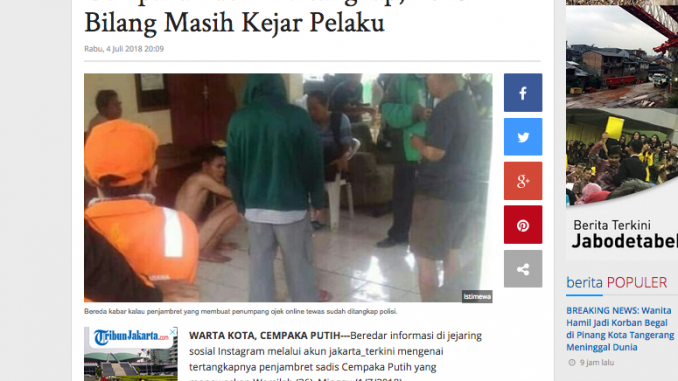 Bilang Masih Kejar Pelaku
Rabu, 4 Juli 2018 20:09
Istimewa
Bereda kabar kalau penjambret yang membuat penumpang ojek online tewas sudah ditangkap polisi.
TribunJakarta.com
WARTA KOTA, CEMPAKA PUTIH---Beredar informasi di jejaring
sosial Instagram melalui akun jakarta_terkini mengenai
tertangkapnya penjambret sadis Cempaka Putih yang
Berita Terkini
Jabodetabe
berita POPULER
BREAKING NEWS: Wanita
Hamil Jadi Korban Begal
di Pinang Kota Tangerang
Meninggal Dunia
9 jam lalu